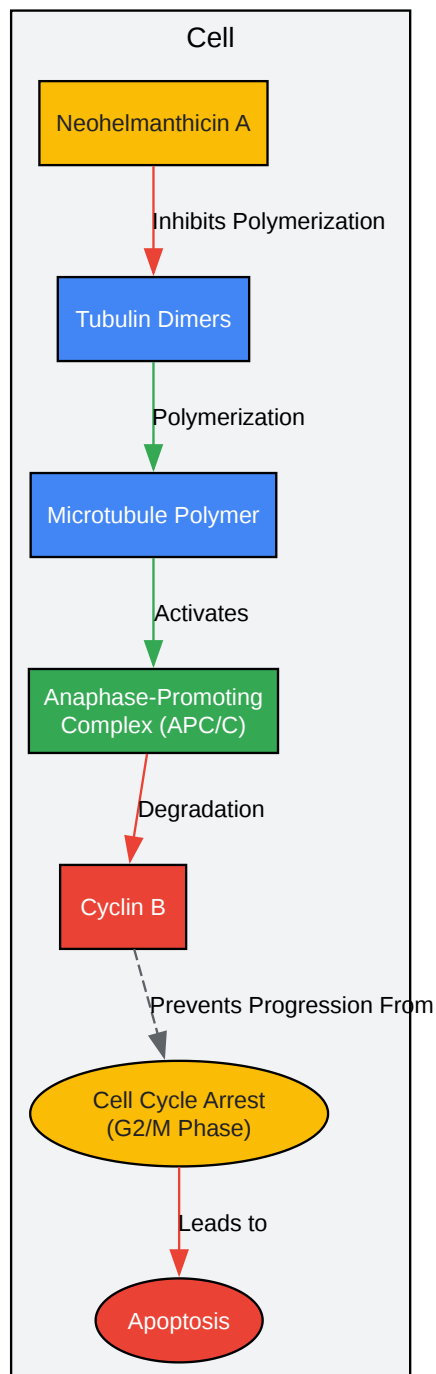 Cell
Neohelmanthicin A
Inhibits Polymerization
Tubulin Dimers
Polymerization
Microtubule Polymer
Activates
Anaphase-Promoting
Complex (APC/C)
Degradation
Cyclin B
Prevents Progression From
Cell Cycle Arrest
(G2/M Phase)
Leads to
Apoptosis